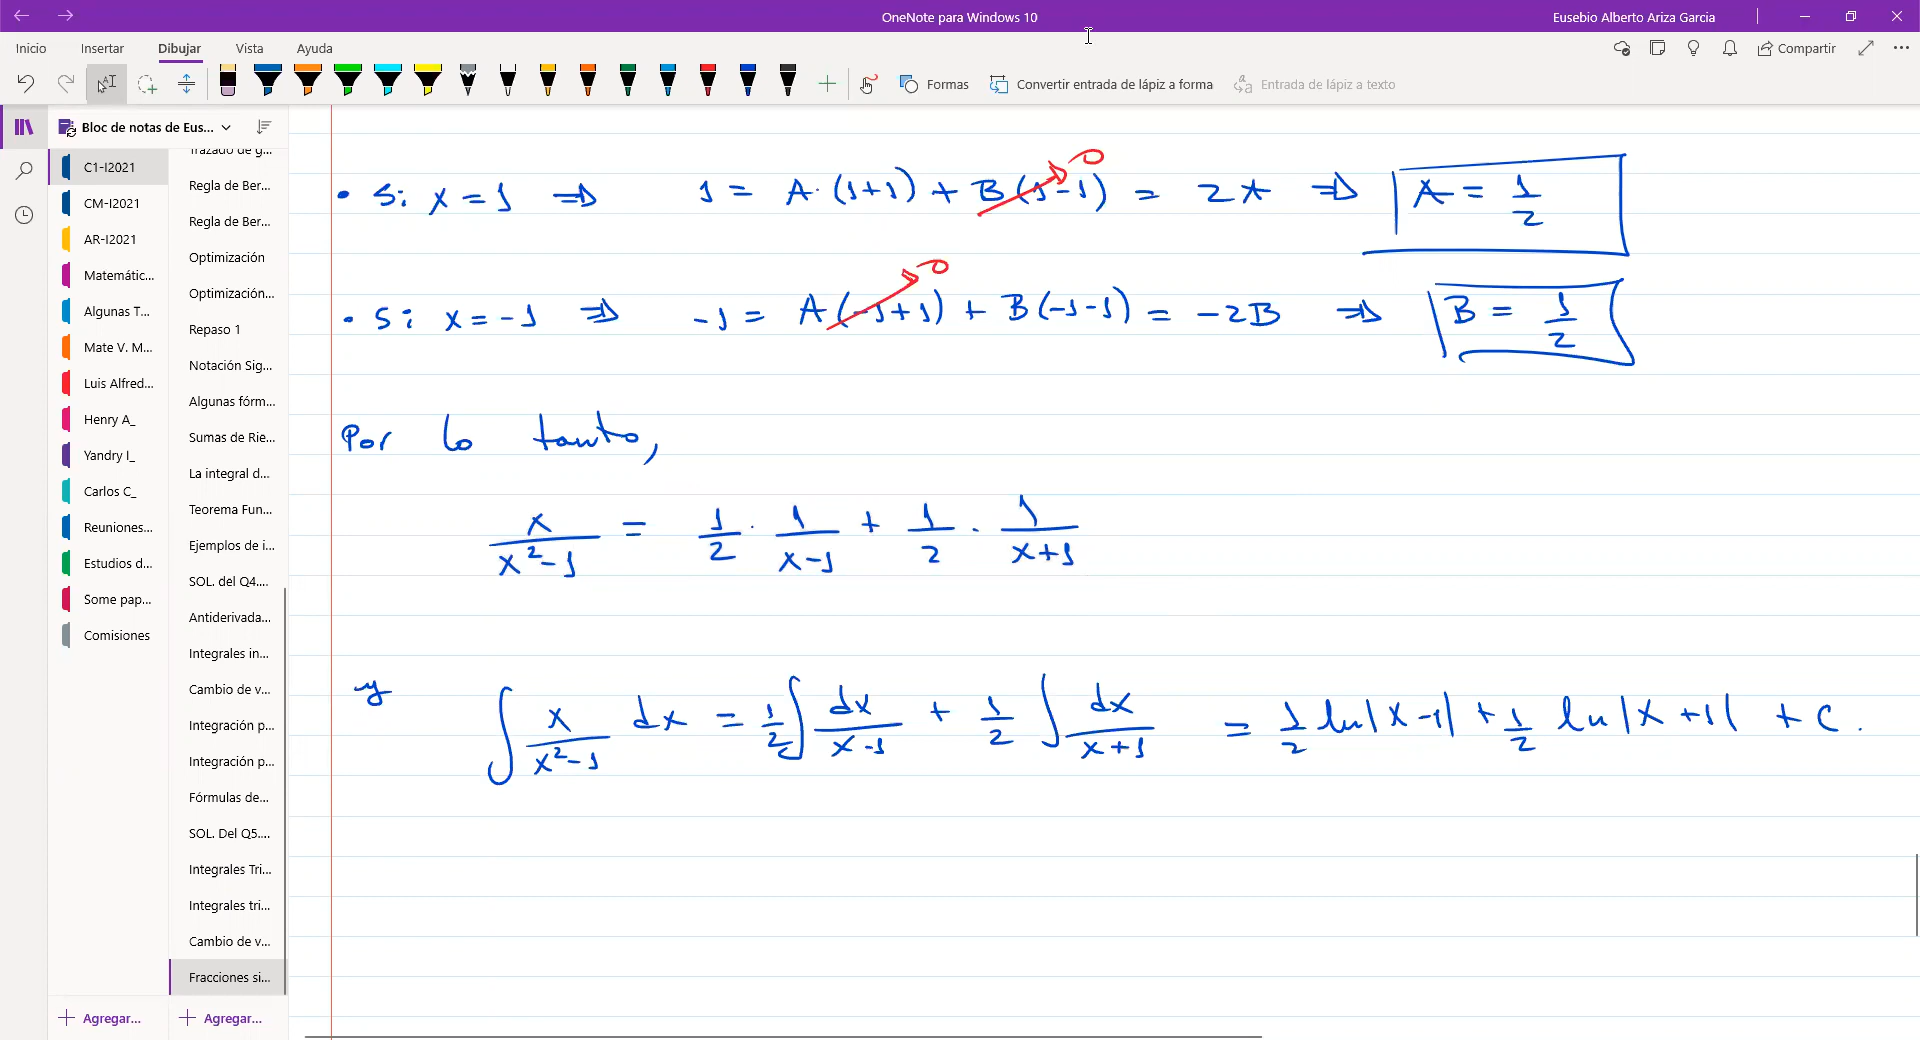 OneNote para Windows 10
Eusebio Alberto Ariza Garcia
Inicio Insertar Dibujar Vista Ayuda
Compartir
Formas Convertir entrada de lápiz a forma Entrada de lápiz a texto
Bloc de notas de Eus...
C1-I2021
CM-I2021
AR-I2021
Matemátic...
Algunas T...
Mate V. M...
Luis Alfred...
Henry A_
Yandry I_
Carlos C_
Reuniones...
Estudios d...
Some pap...
Comisiones
Agregar...
Trazado de g...
Regla de Ber...
Regla de Ber...
Optimización
Optimización...
Repaso 1
Notación Sig...
Algunas fórm...
Sumas de Rie...
La integral d...
Teorema Fun...
Ejemplos de i...
SOL. del Q4....
Antiderivada...
Integrales in...
Cambio de v...
Integración p...
Integración p...
Fórmulas de...
SOL. Del Q5....
Integrales Tri...
Integrales tri...
Cambio de v...
Fracciones si...
Agregar...
• Si x = 1 ⇒ 1 = A·(1+1) + B(1-1) → 0 = 2A ⇒ A = 1/2
• Si x = -1 ⇒ -1 = A(-1+1) → 0 + B(-1-1) = -2B ⇒ B = 1/2
Por lo tanto,
x/(x²-1) = 1/2 · 1/(x-1) + 1/2 · 1/(x+1)
y ∫ x/(x²-1) dx = 1/2 ∫ dx/(x-1) + 1/2 ∫ dx/(x+1) = 1/2 ln|x-1| + 1/2 ln|x+1| + C.